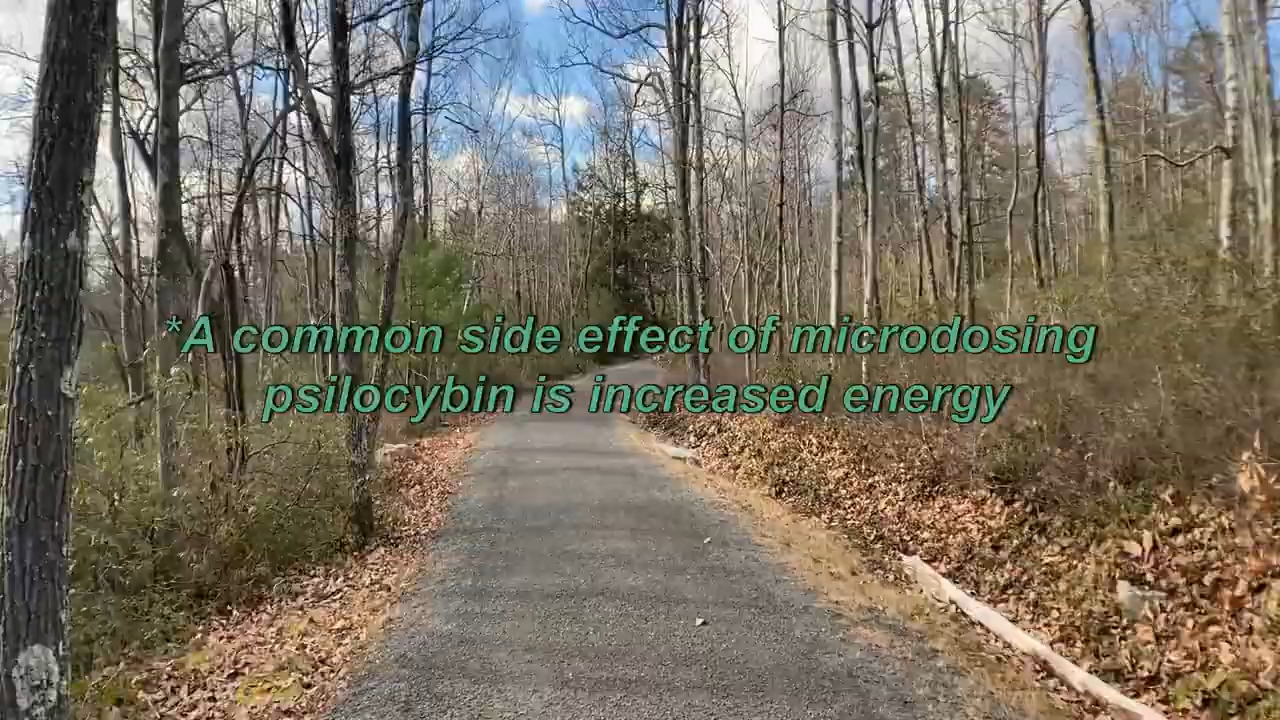 *A common side effect of microdosing
psilocybin is increased energy